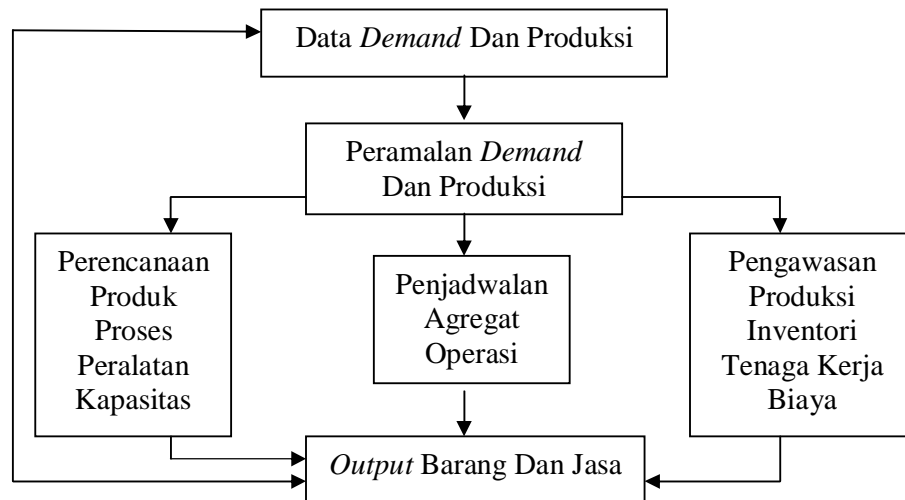 Data Demand Dan Produksi
Peramalan Demand
Dan Produksi
Perencanaan
Produk
Proses
Peralatan
Kapasitas
Penjadwalan
Agregat
Operasi
Pengawasan
Produksi
Inventori
Tenaga Kerja
Biaya
Output Barang Dan Jasa